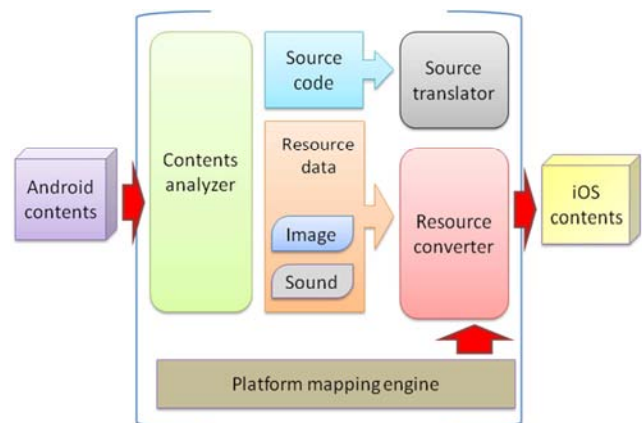 Android
contents
Contents
analyzer
Source
code
Resource
data
Image
Sound
Source
translator
Resource
converter
iOS
contents
Platform mapping engine